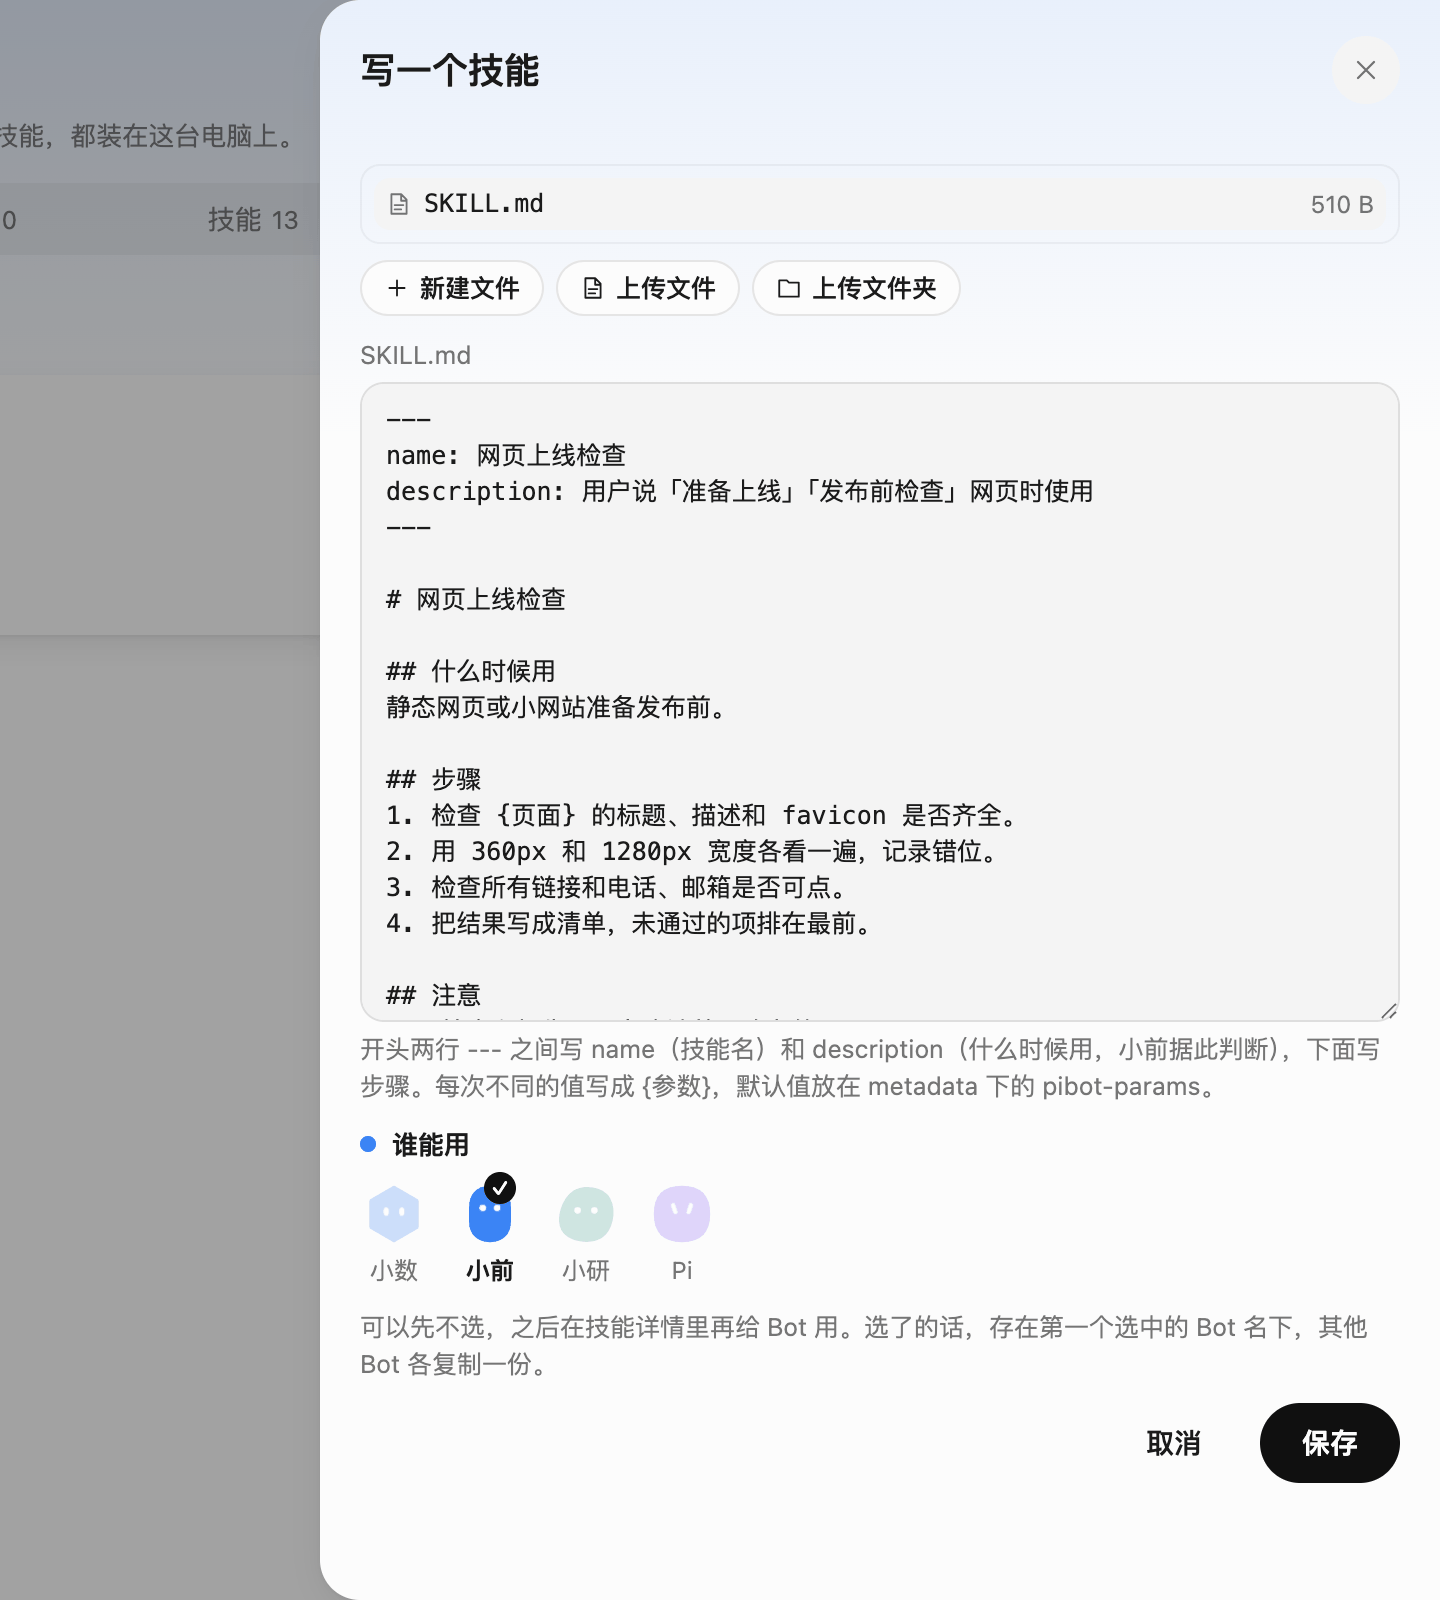 写一个技能
技能，都装在这台电脑上。
0
技能 13
SKILL.md
510 B
新建文件
上传文件
上传文件夹
SKILL.md
---
name: 网页上线检查
description: 用户说「准备上线」「发布前检查」网页时使用
---
# 网页上线检查
## 什么时候用
静态网页或小网站准备发布前。
## 步骤
1. 检查 {页面} 的标题、描述和 favicon 是否齐全。
2. 用 360px 和 1280px 宽度各看一遍，记录错位。
3. 检查所有链接和电话、邮箱是否可点。
4. 把结果写成清单，未通过的项排在最前。
## 注意
开头两行 --- 之间写 name（技能名）和 description（什么时候用，小前据此判断），下面写
步骤。每次不同的值写成 {参数}，默认值放在 metadata 下的 pibot-params。
谁能用
小数
小前
小研
Pi
可以先不选，之后在技能详情里再给 Bot 用。选了的话，存在第一个选中的 Bot 名下，其他
Bot 各复制一份。
取消
保存